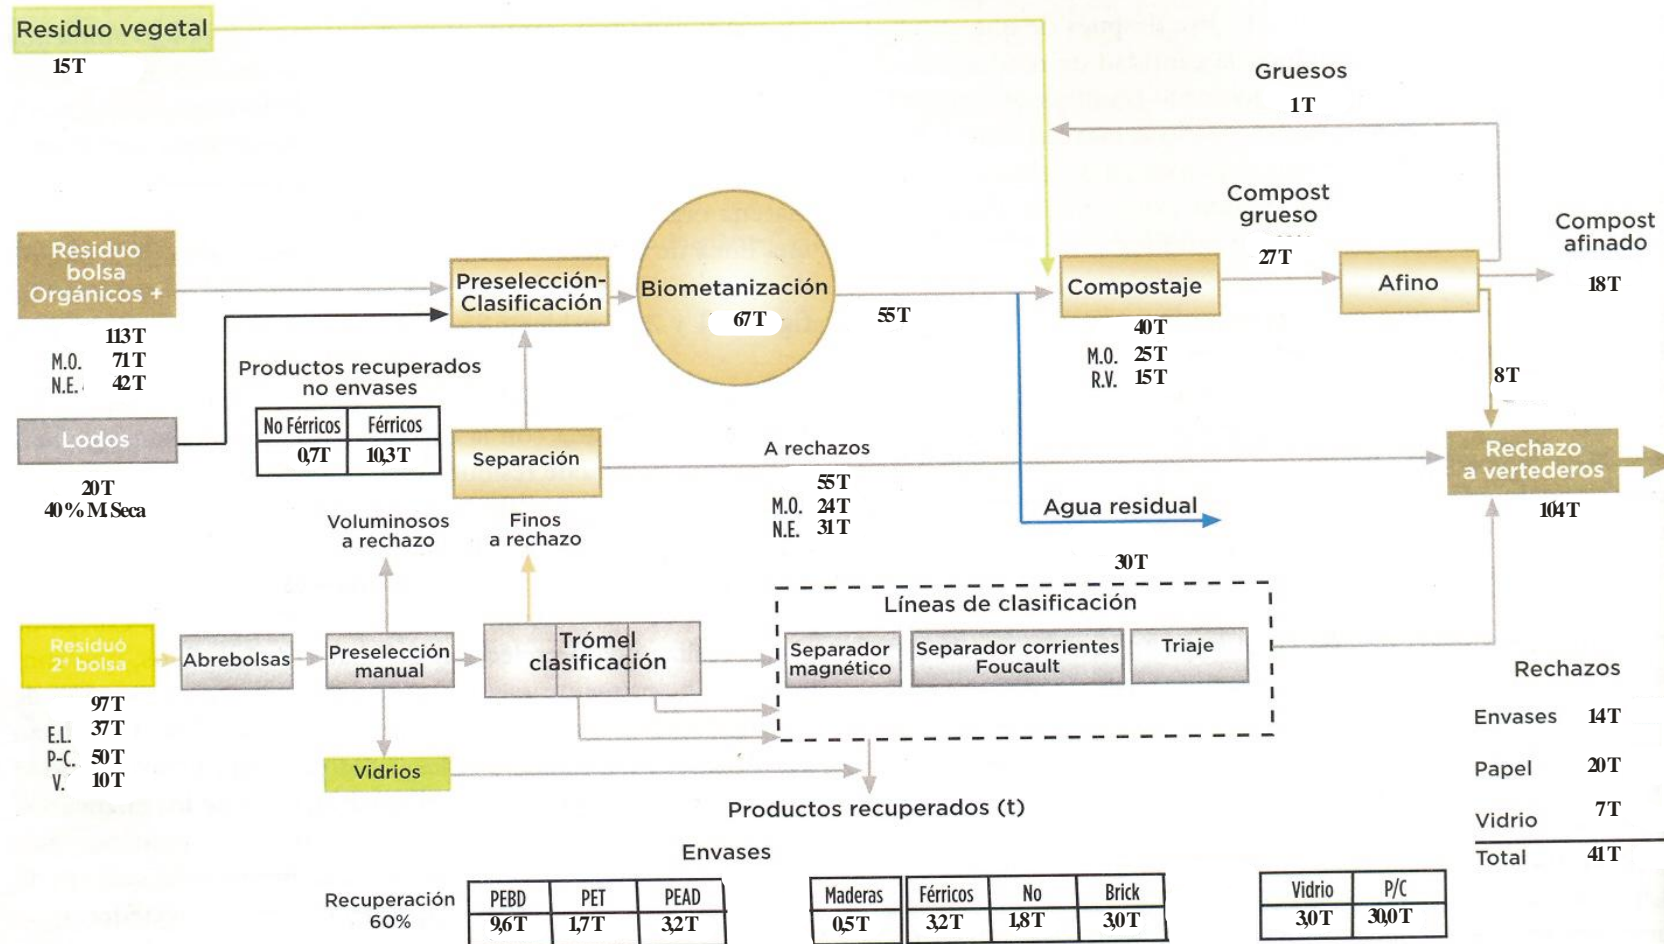 Residuo vegetal
15T
Gruesos
1T
Compost
grueso
27T
Compost
afinado
18T
Residuo
bolsa
Orgánicos +
113T
M.O. 71T
N.E. 42T
Preselección-
Clasificación
Biometanización
67T
55T
Compostaje
40T
M.O. 25T
R.V. 15T
Afino
8T
Productos recuperados
no envases
No Férricos Férricos
0,7T 10,3T
Lodos
20T
40% M.Seca
Separación
A rechazos
55T
M.O. 24T
N.E. 31T
Rechazo
a vertederos
104T
Agua residual
30T
Voluminosos
a rechazo
Finos
a rechazo
Líneas de clasificación
Residuó
2ª bolsa
97T
E.L. 37T
P-C. 50T
V. 10T
Abrebolsas
Preselección
manual
Trómel
clasificación
Separador
magnético
Separador corrientes
Foucault
Triaje
Vidrios
Productos recuperados (t)
Rechazos
Envases 14T
Papel 20T
Vidrio 7T
Total 41T
Envases
Recuperación
60%
PEBD PET PEAD
9,6T 1,7T 3,2T
Maderas Férricos No Brick
0,5T 3,2T 1,8T 3,0T
Vidrio P/C
3,0T 30,0T